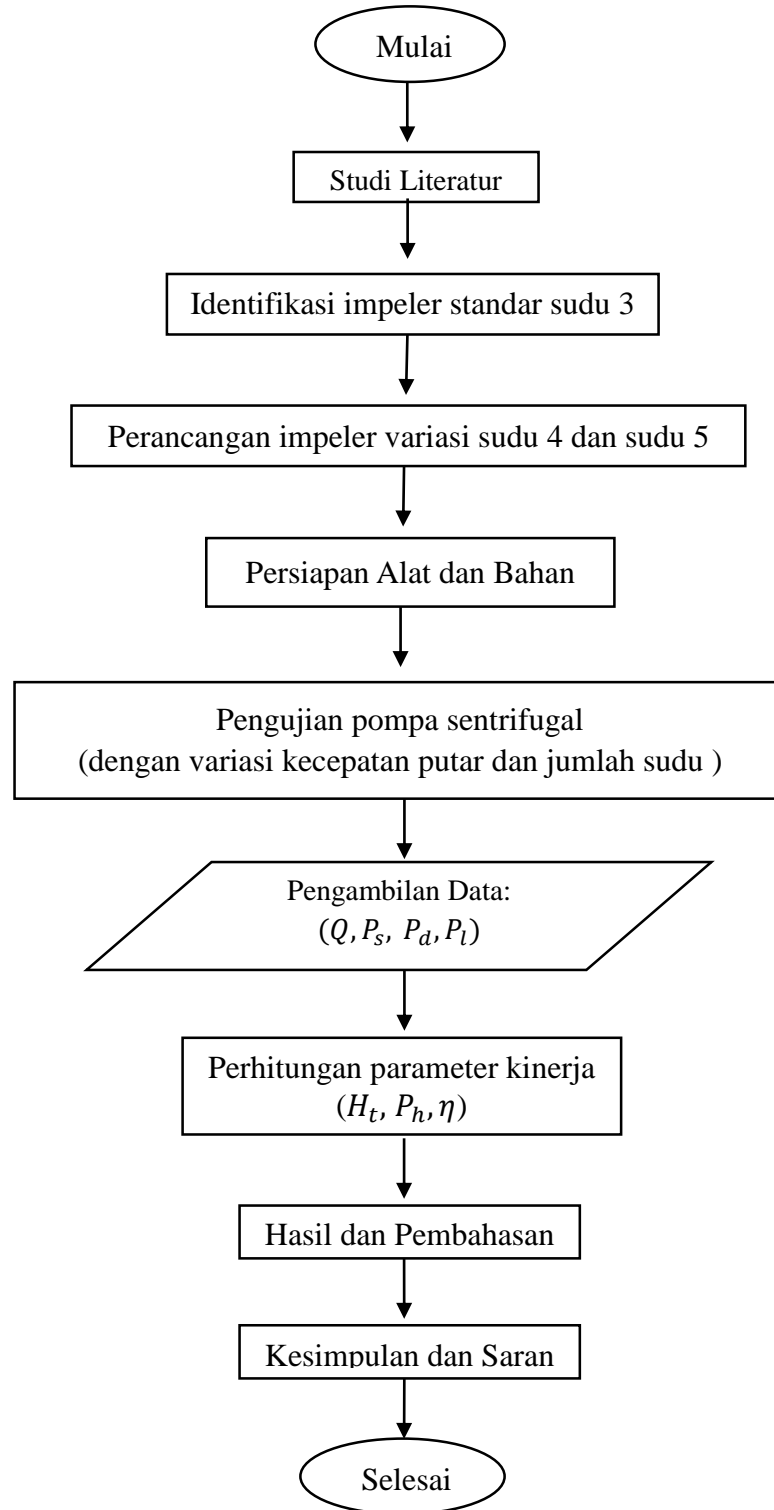 Mulai
Studi Literatur
Identifikasi impeler standar sudu 3
Perancangan impeler variasi sudu 4 dan sudu 5
Persiapan Alat dan Bahan
Pengujian pompa sentrifugal
(dengan variasi kecepatan putar dan jumlah sudu )
Pengambilan Data:
(Q, P_s, P_d, P_l)
Perhitungan parameter kinerja
(H_t, P_h, η)
Hasil dan Pembahasan
Kesimpulan dan Saran
Selesai